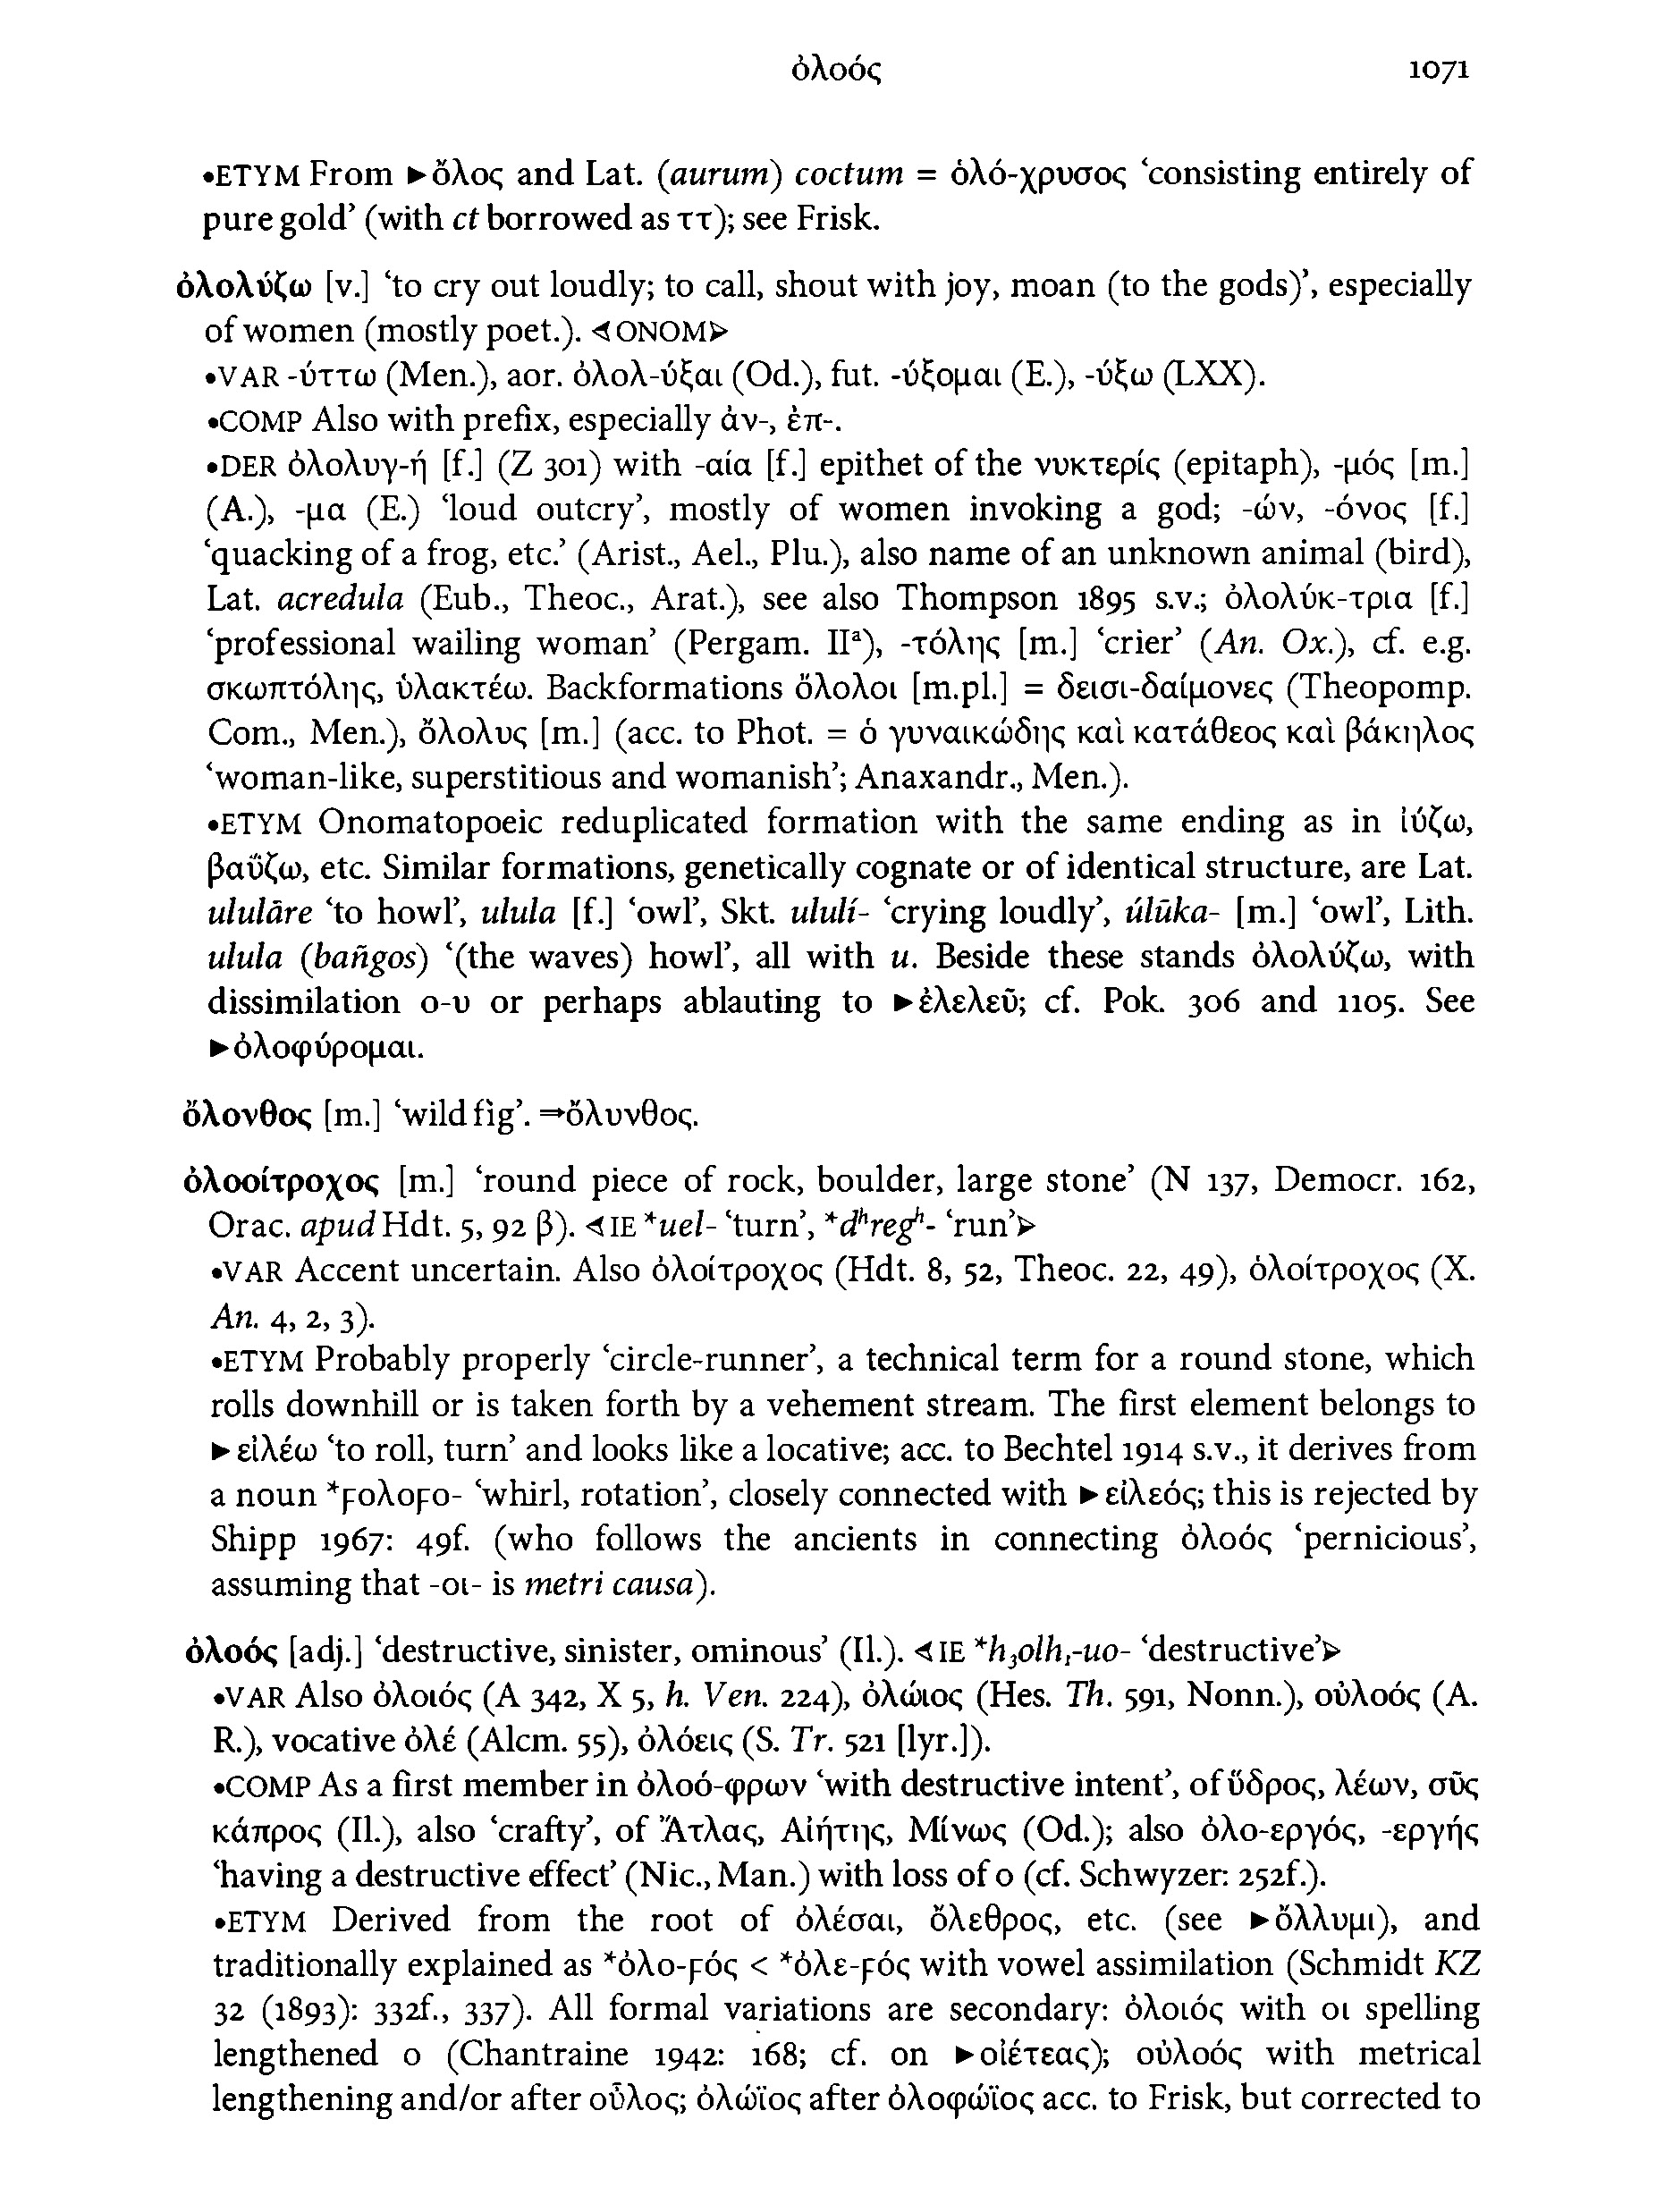 ὀλοός 1071
•ETYM From ►ὅλος and Lat. (aurum) coctum = ὁλό-χρυσος ‘consisting entirely of
pure gold’ (with ct borrowed as ττ); see Frisk.
ὀλολύζω [v.] ‘to cry out loudly; to call, shout with joy, moan (to the gods)’, especially
of women (mostly poet.). ◁ONOM▷
•VAR -ύττω (Men.), aor. ὀλολ-ύξαι (Od.), fut. -ύξομαι (E.), -ύξω (LXX).
•COMP Also with prefix, especially ἀν-, ἐπ-.
•DER ὀλολυγ-ή [f.] (Z 301) with -αία [f.] epithet of the νυκτερίς (epitaph), -μός [m.]
(A.), -μα (E.) ‘loud outcry’, mostly of women invoking a god; -ών, -όνος [f.]
‘quacking of a frog, etc.’ (Arist., Ael., Plu.), also name of an unknown animal (bird),
Lat. acredula (Eub., Theoc., Arat.), see also Thompson 1895 s.v.; ὀλολύκ-τρια [f.]
‘professional wailing woman’ (Pergam. IIᵃ), -τόλης [m.] ‘crier’ (An. Ox.), cf. e.g.
σκωπτόλης, ὑλακτέω. Backformations ὄλολοι [m.pl.] = δεισι-δαίμονες (Theopomp.
Com., Men.), ὄλολυς [m.] (acc. to Phot. = ὁ γυναικώδης καὶ κατάθεος καὶ βάκηλος
‘woman-like, superstitious and womanish’; Anaxandr., Men.).
•ETYM Onomatopoeic reduplicated formation with the same ending as in ἰύζω,
βαΰζω, etc. Similar formations, genetically cognate or of identical structure, are Lat.
ululāre ‘to howl’, ulula [f.] ‘owl’, Skt. ululí- ‘crying loudly’, úlūka- [m.] ‘owl’, Lith.
ulula (bañgos) ‘(the waves) howl’, all with u. Beside these stands ὀλολύζω, with
dissimilation ο-υ or perhaps ablauting to ►ἐλελεῦ; cf. Pok. 306 and 1105. See
►ὀλοφύρομαι.
ὄλονθος [m.] ‘wild fig’. ⇒ὄλυνθος.
ὀλοοίτροχος [m.] ‘round piece of rock, boulder, large stone’ (N 137, Democr. 162,
Orac. apud Hdt. 5, 92 β). ◁IE *uel- ‘turn’, *dʰregʰ- ‘run’▷
•VAR Accent uncertain. Also ὀλοίτροχος (Hdt. 8, 52, Theoc. 22, 49), ὁλοίτροχος (X.
An. 4, 2, 3).
•ETYM Probably properly ‘circle-runner’, a technical term for a round stone, which
rolls downhill or is taken forth by a vehement stream. The first element belongs to
►εἰλέω ‘to roll, turn’ and looks like a locative; acc. to Bechtel 1914 s.v., it derives from
a noun *ϝολοϝο- ‘whirl, rotation’, closely connected with ►εἰλεός; this is rejected by
Shipp 1967: 49f. (who follows the ancients in connecting ὀλοός ‘pernicious’,
assuming that -οι- is metri causa).
ὀλοός [adj.] ‘destructive, sinister, ominous’ (Il.). ◁IE *h₃olh₁-uo- ‘destructive’▷
•VAR Also ὀλοιός (A 342, X 5, h. Ven. 224), ὀλώιος (Hes. Th. 591, Nonn.), οὐλοός (A.
R.), vocative ὀλέ (Alcm. 55), ὀλόεις (S. Tr. 521 [lyr.]).
•COMP As a first member in ὀλοό-φρων ‘with destructive intent’, of ὕδρος, λέων, σῦς
κάπρος (Il.), also ‘crafty’, of Ἄτλας, Αἰήτης, Μίνως (Od.); also ὀλο-εργός, -εργής
‘having a destructive effect’ (Nic., Man.) with loss of ο (cf. Schwyzer: 252f.).
•ETYM Derived from the root of ὀλέσαι, ὄλεθρος, etc. (see ►ὄλλυμι), and
traditionally explained as *ὀλο-ϝός < *ὀλε-ϝός with vowel assimilation (Schmidt KZ
32 (1893): 332f., 337). All formal variations are secondary: ὀλοιός with οι spelling
lengthened ο (Chantraine 1942: 168; cf. on ►οἰέτεας); οὐλοός with metrical
lengthening and/or after οὖλος; ὀλώϊος after ὀλοφώϊος acc. to Frisk, but corrected to